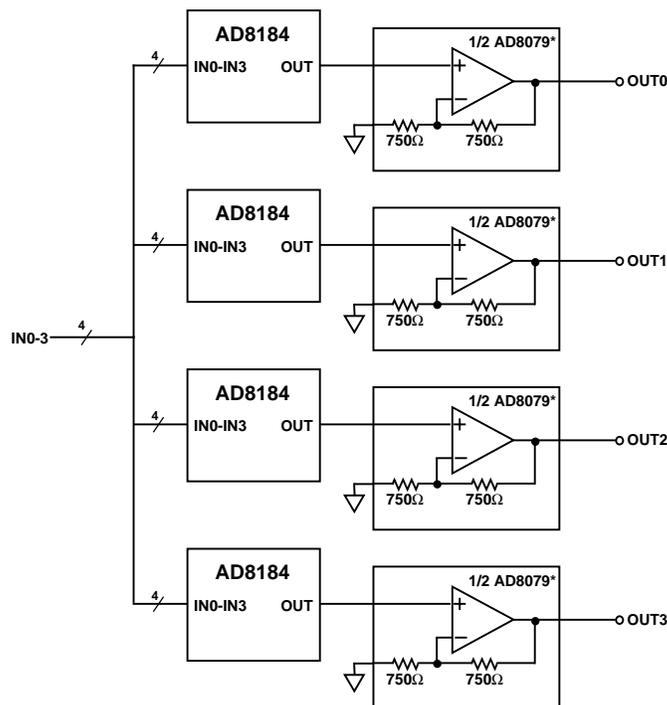 AD8184
1/2 AD8079*
4
IN0-IN3 OUT
OUT0
750Ω 750Ω
AD8184
1/2 AD8079*
4
IN0-IN3 OUT
OUT1
750Ω 750Ω
4
IN0-3
AD8184
1/2 AD8079*
4
IN0-IN3 OUT
OUT2
750Ω 750Ω
AD8184
1/2 AD8079*
4
IN0-IN3 OUT
OUT3
750Ω 750Ω